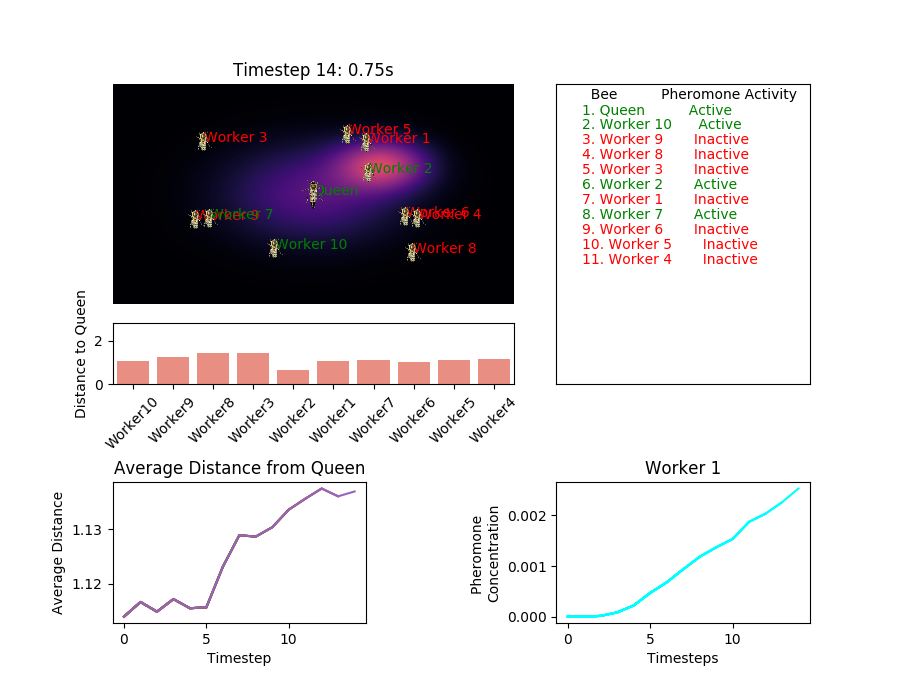 Timestep 14: 0.75s
Worker 5
Worker 3
Worker 1
Worker 2
Queen
Worker 9
Worker 7
Worker 6
Worker 4
Worker 10
Worker 8
Bee Pheromone Activity
1. Queen Active
2. Worker 10 Active
3. Worker 9 Inactive
4. Worker 8 Inactive
5. Worker 3 Inactive
6. Worker 2 Active
7. Worker 1 Inactive
8. Worker 7 Active
9. Worker 6 Inactive
10. Worker 5 Inactive
11. Worker 4 Inactive
Distance to Queen
2
0
Worker10
Worker9
Worker8
Worker3
Worker2
Worker1
Worker7
Worker6
Worker5
Worker4
Average Distance from Queen
Average Distance
1.13
1.12
0 5 10
Timestep
Worker 1
Pheromone
Concentration
0.002
0.001
0.000
0 5 10
Timesteps